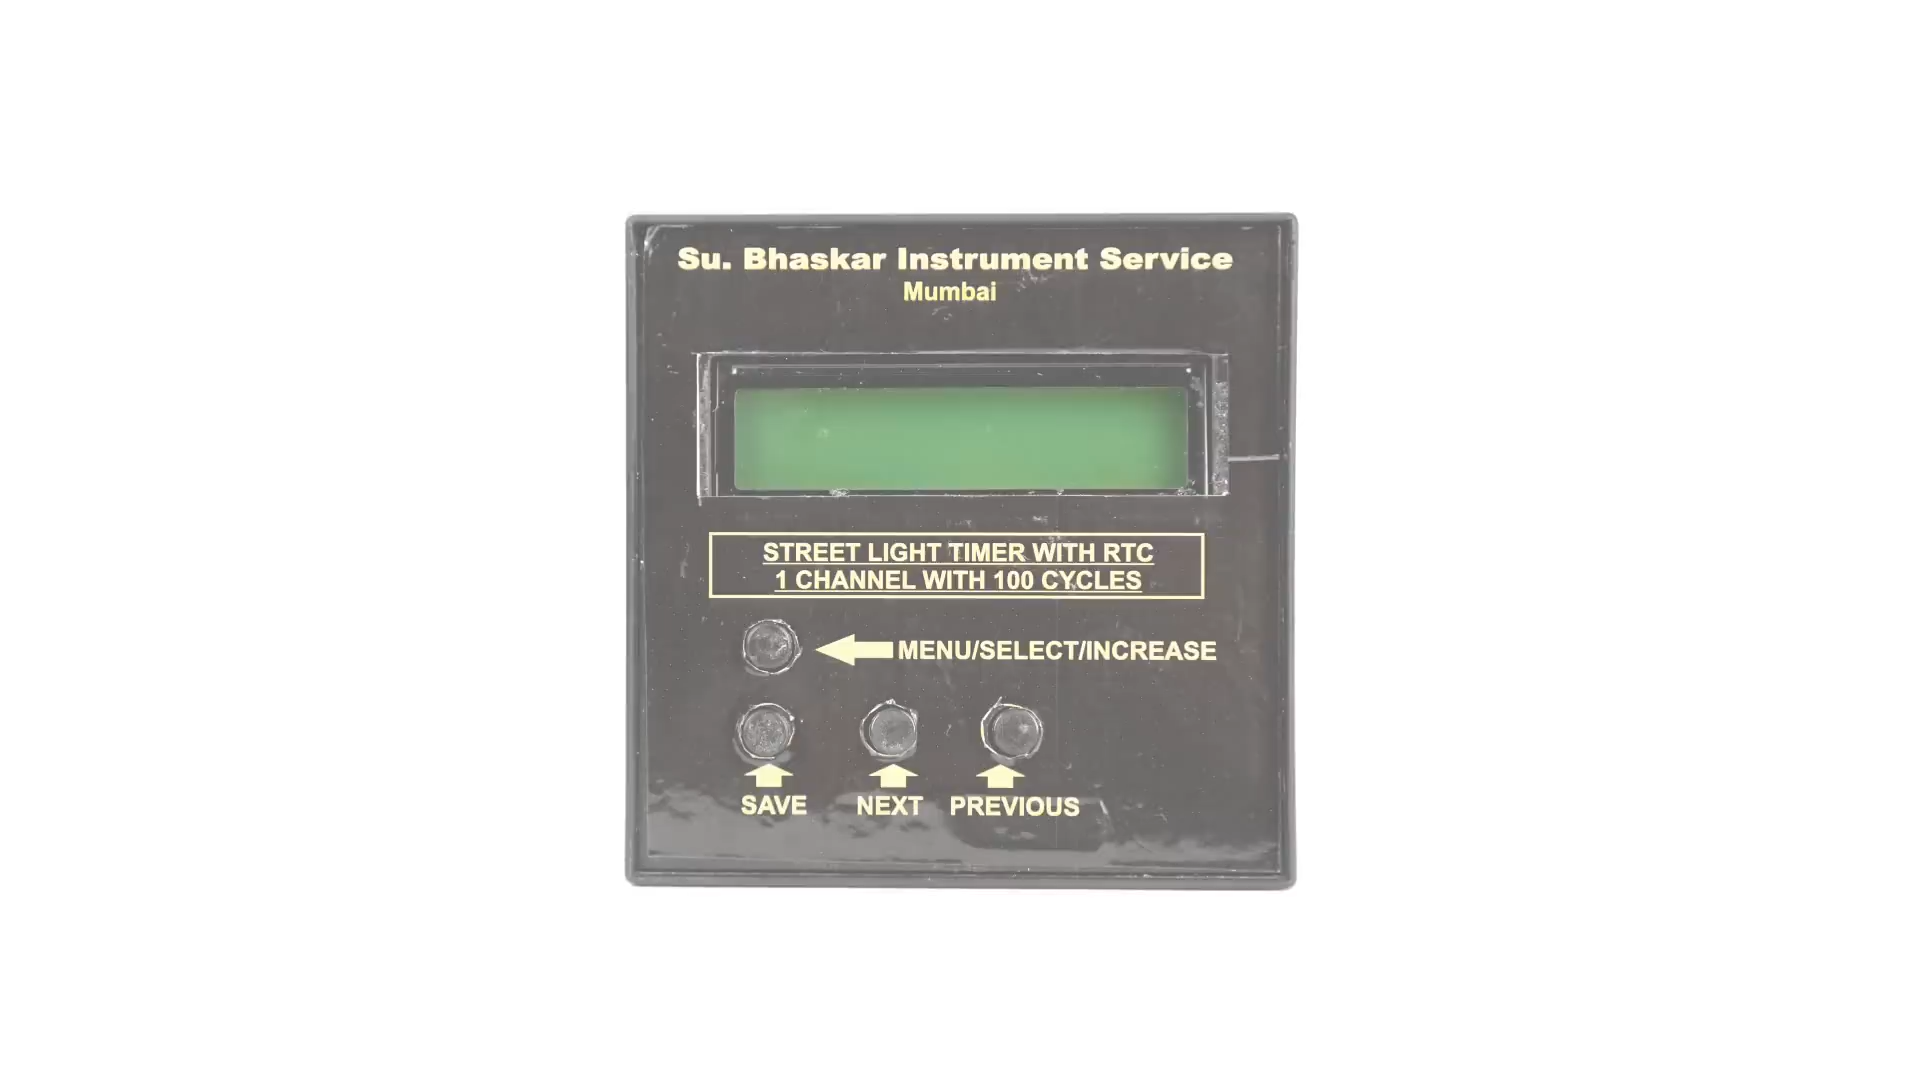 Su. Bhaskar Instrument Service
Mumbai
STREET LIGHT TIMER WITH RTC
1 CHANNEL WITH 100 CYCLES
MENU/SELECT/INCREASE
SAVE NEXT PREVIOUS